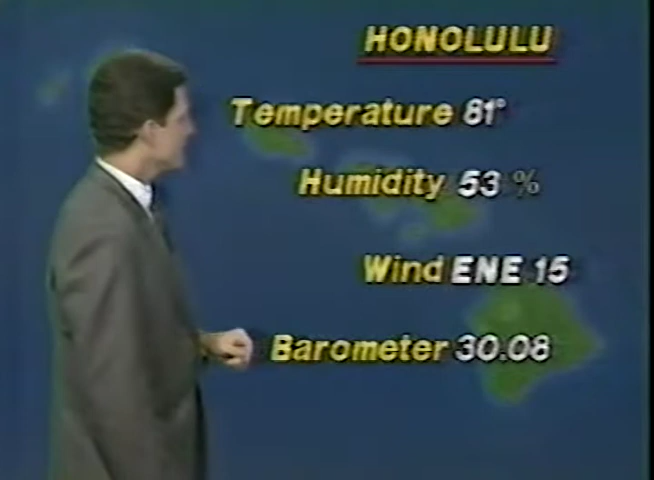 HONOLULU
Temperature 81°
Humidity 53 %
Wind ENE 15
Barometer 30.08